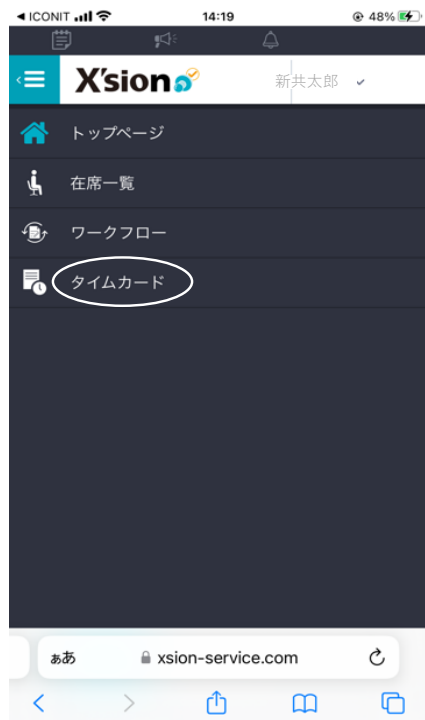 ICONIT 14:19 48%
X'sion 新共太郎
トップページ
在席一覧
ワークフロー
タイムカード
ぁあ xsion-service.com